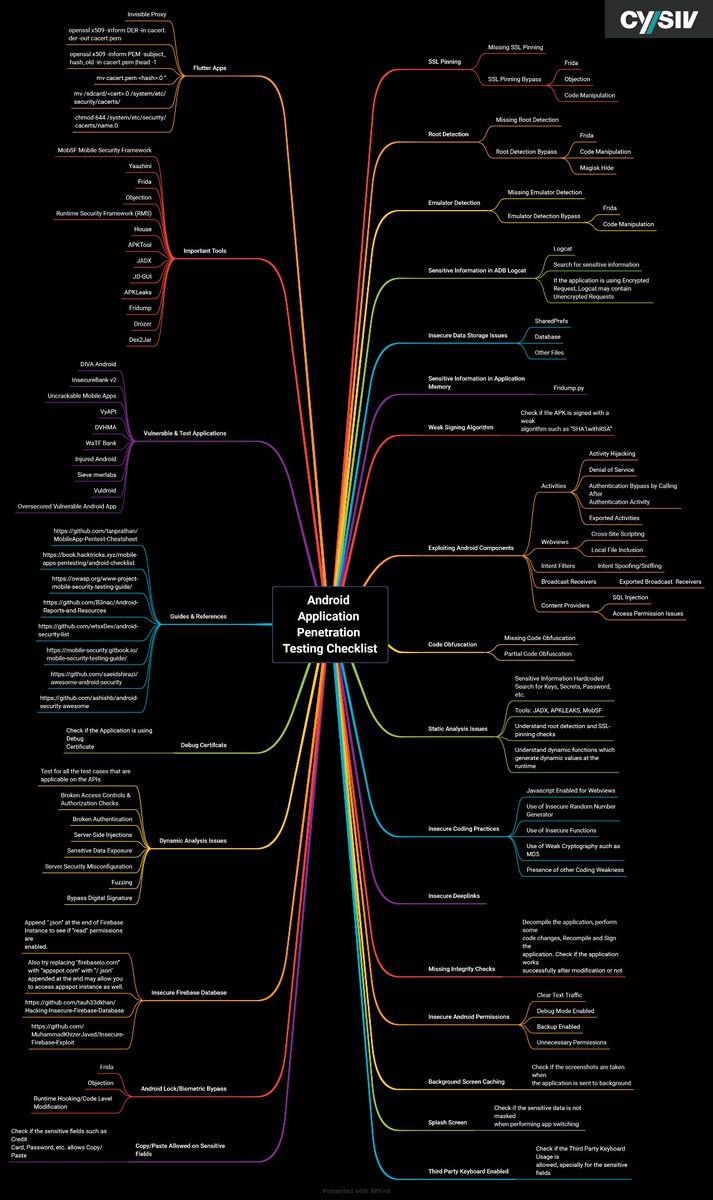 CY/SIV
Invisible Proxy
openssl x509 -inform DER -in cacert.
der -out cacert.pem
openssl x509 -inform PEM -subject_
hash_old -in cacert.pem |head -1
mv cacert.pem <hash>.0 "
mv /sdcard/<cert>.0 /system/etc/
security/cacerts/
chmod 644 /system/etc/security/
cacerts/name.0
Flutter Apps
MobSF Mobile Security Framework
Yaazhini
Frida
Objection
Runtime Security Framework (RMS)
House
APKTool
JADX
JD-GUI
APKLeaks
Fridump
Drozer
Dex2Jar
Important Tools
DIVA Android
InsecureBank v2
Uncrackable Mobile Apps
VyAPI
DVHMA
WaTF Bank
Injured Android
Sieve mwrlabs
Vuldroid
Oversecured Vulnerable Android App
Vulnerable & Test Applications
https://github.com/tanprathan/
MobileApp-Pentest-Cheatsheet
https://book.hacktricks.xyz/mobile-
apps-pentesting/android-checklist
https://owasp.org/www-project-
mobile-security-testing-guide/
https://github.com/B3nac/Android-
Reports-and-Resources
https://github.com/wtsxDev/android-
security-list
https://mobile-security.gitbook.io/
mobile-security-testing-guide/
https://github.com/saeidshirazi/
awesome-android-security
https://github.com/ashishb/android-
security-awesome
Guides & References
Check if the Application is using
Debug
Certificate
Debug Certifcate
Test for all the test cases that are
applicable on the APIs
Broken Access Controls &
Authorization Checks
Broken Authentication
Server-Side Injections
Sensitive Data Exposure
Server Security Misconfiguration
Fuzzing
Bypass Digital Signature
Dynamic Analysis Issues
Append ".json" at the end of Firebase
Instance to see if "read" permissions
are
enabled.
Also try replacing "firebaseio.com"
with "appspot.com" with "/.json"
appended at the end may allow you
to access appspot instance as well.
https://github.com/tauh33dkhan/
Hacking-Insecure-Firebase-Database
https://github.com/
MuhammadKhizerJaved/Insecure-
Firebase-Exploit
Insecure Firebase Database
Frida
Objection
Runtime Hooking/Code Level
Modification
Android Lock/Biometric Bypass
Check if the sensitive fields such as
Credit
Card, Password, etc. allows Copy/
Paste
Copy/Paste Allowed on Sensitive
Fields
Android
Application
Penetration
Testing Checklist
SSL Pinning
Missing SSL Pinning
SSL Pinning Bypass
Frida
Objection
Code Manipulation
Root Detection
Missing Root Detection
Root Detection Bypass
Frida
Code Manipulation
Magisk Hide
Emulator Detection
Missing Emulator Detection
Emulator Detection Bypass
Frida
Code Manipulation
Sensitive Information in ADB Logcat
Logcat
Search for sensitive information
If the application is using Encrypted
Request, Logcat may contain
Unencrypted Requests
Insecure Data Storage Issues
SharedPrefs
Database
Other Files
Sensitive Information in Application
Memory
Fridump.py
Weak Signing Algorithm
Check if the APK is signed with a
weak
algorithm such as "SHA1withRSA"
Exploiting Android Components
Activities
Activity Hijacking
Denial of Service
Authentication Bypass by Calling
After
Authentication Activity
Exported Activities
Webviews
Cross-Site Scripting
Local File Inclusion
Intent Filters
Intent Spoofing/Sniffing
Broadcast Receivers
Exported Broadcast Receivers
Content Providers
SQL Injection
Access Permission Issues
Code Obfuscation
Missing Code Obfuscation
Partial Code Obfuscation
Static Analysis Issues
Sensitive Information Hardcoded
Search for Keys, Secrets, Password,
etc.
Tools: JADX, APKLEAKS, MobSF
Understand root detection and SSL-
pinning checks
Understand dynamic functions which
generate dynamic values at the
runtime
Insecure Coding Practices
Javascript Enabled for Webviews
Use of Insecure Random Number
Generator
Use of Insecure Functions
Use of Weak Cryptography such as
MD5
Presence of other Coding Weakness
Insecure Deeplinks
Missing Integrity Checks
Decompile the application, perform
some
code changes, Recompile and Sign
the
application. Check if the application
works
successfully after modification or not
Insecure Android Permissions
Clear Text Traffic
Debug Mode Enabled
Backup Enabled
Unnecessary Permissions
Background Screen Caching
Check if the screenshots are taken
when
the application is sent to background
Splash Screen
Check if the sensitive data is not
masked
when performing app switching
Third Party Keyboard Enabled
Check if the Third Party Keyboard
Usage is
allowed, specially for the sensitive
fields
Presented with XMind